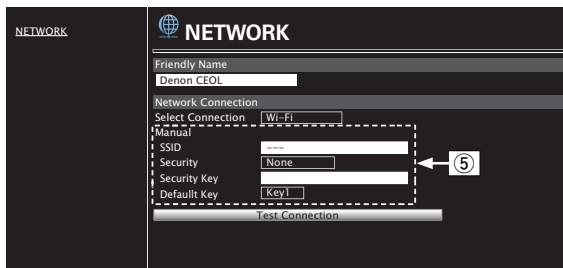 NETWORK
NETWORK
Friendly Name
Denon CEOL
Network Connection
Select Connection Wi-Fi
Manual
SSID ---
Security None
Security Key
Defaullt Key Key1
Test Connection
⑤